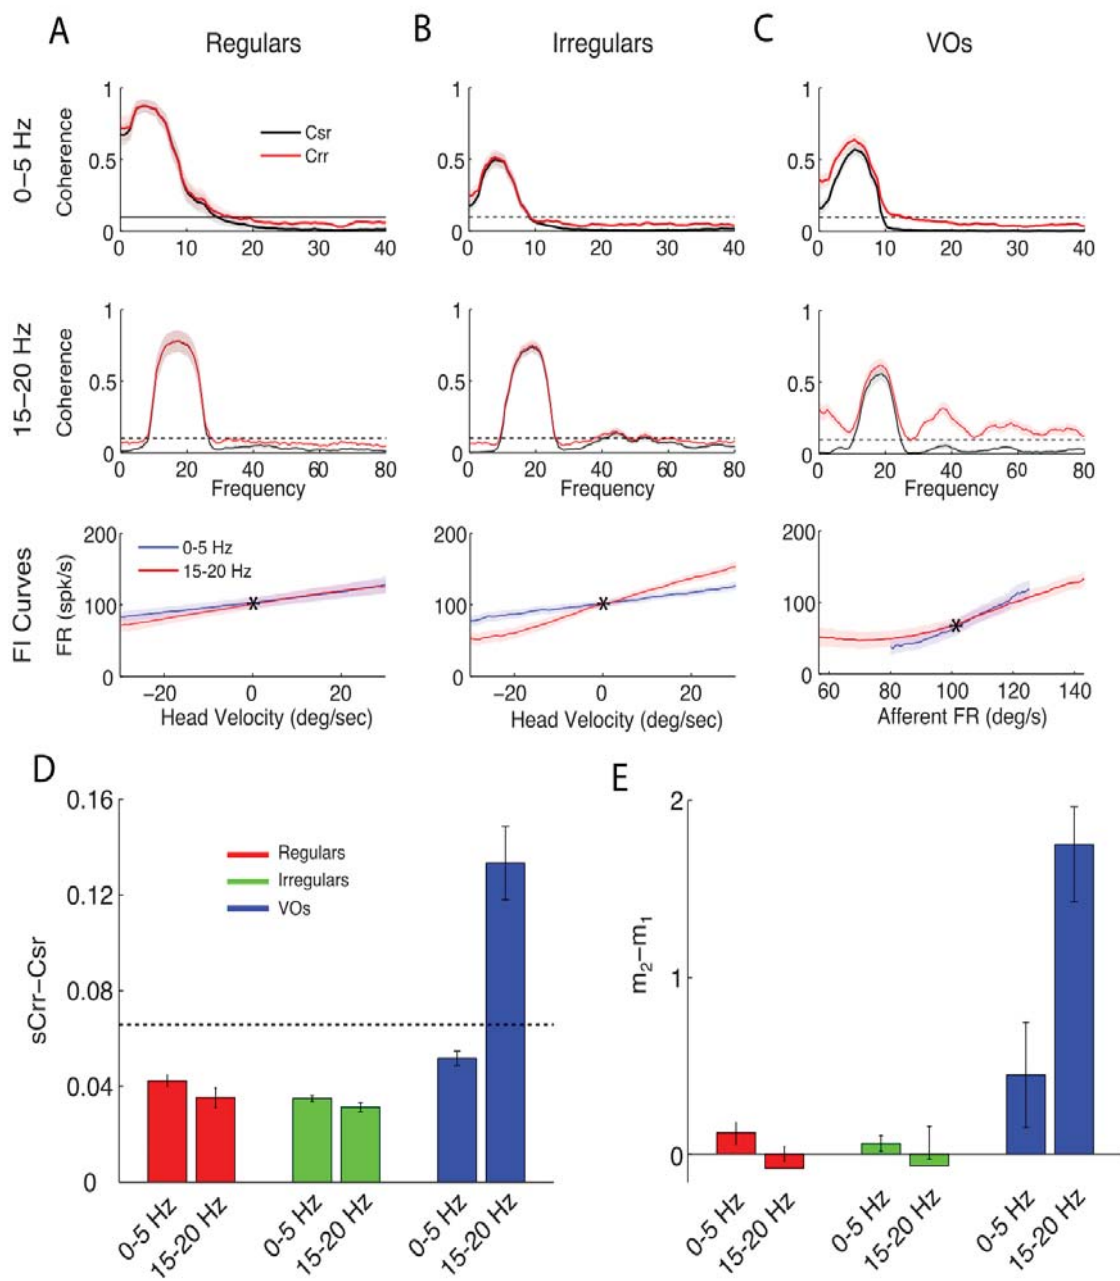 A
Regulars
B
Irregulars
C
VOs
0–5 Hz
Coherence
1
0.5
0
Csr
Crr
0 10 20 30 40
1
0.5
0
0 10 20 30 40
1
0.5
0
0 10 20 30 40
15–20 Hz
Coherence
1
0.5
0
0 20 40 60 80
Frequency
1
0.5
0
0 20 40 60 80
Frequency
1
0.5
0
0 20 40 60 80
Frequency
FI Curves
FR (spk/s)
200
100
0
0-5 Hz
15-20 Hz
*
−20 0 20
Head Velocity (deg/sec)
200
100
0
*
−20 0 20
Head Velocity (deg/sec)
200
100
0
*
60 80 100 120 140
Afferent FR (deg/s)
D
sCrr−Csr
0.16
0.12
0.08
0.04
0
Regulars
Irregulars
VOs
0-5 Hz
15-20 Hz
0-5 Hz
15-20 Hz
0-5 Hz
15-20 Hz
E
m₂−m₁
2
1
0
0-5 Hz
15-20 Hz
0-5 Hz
15-20 Hz
0-5 Hz
15-20 Hz